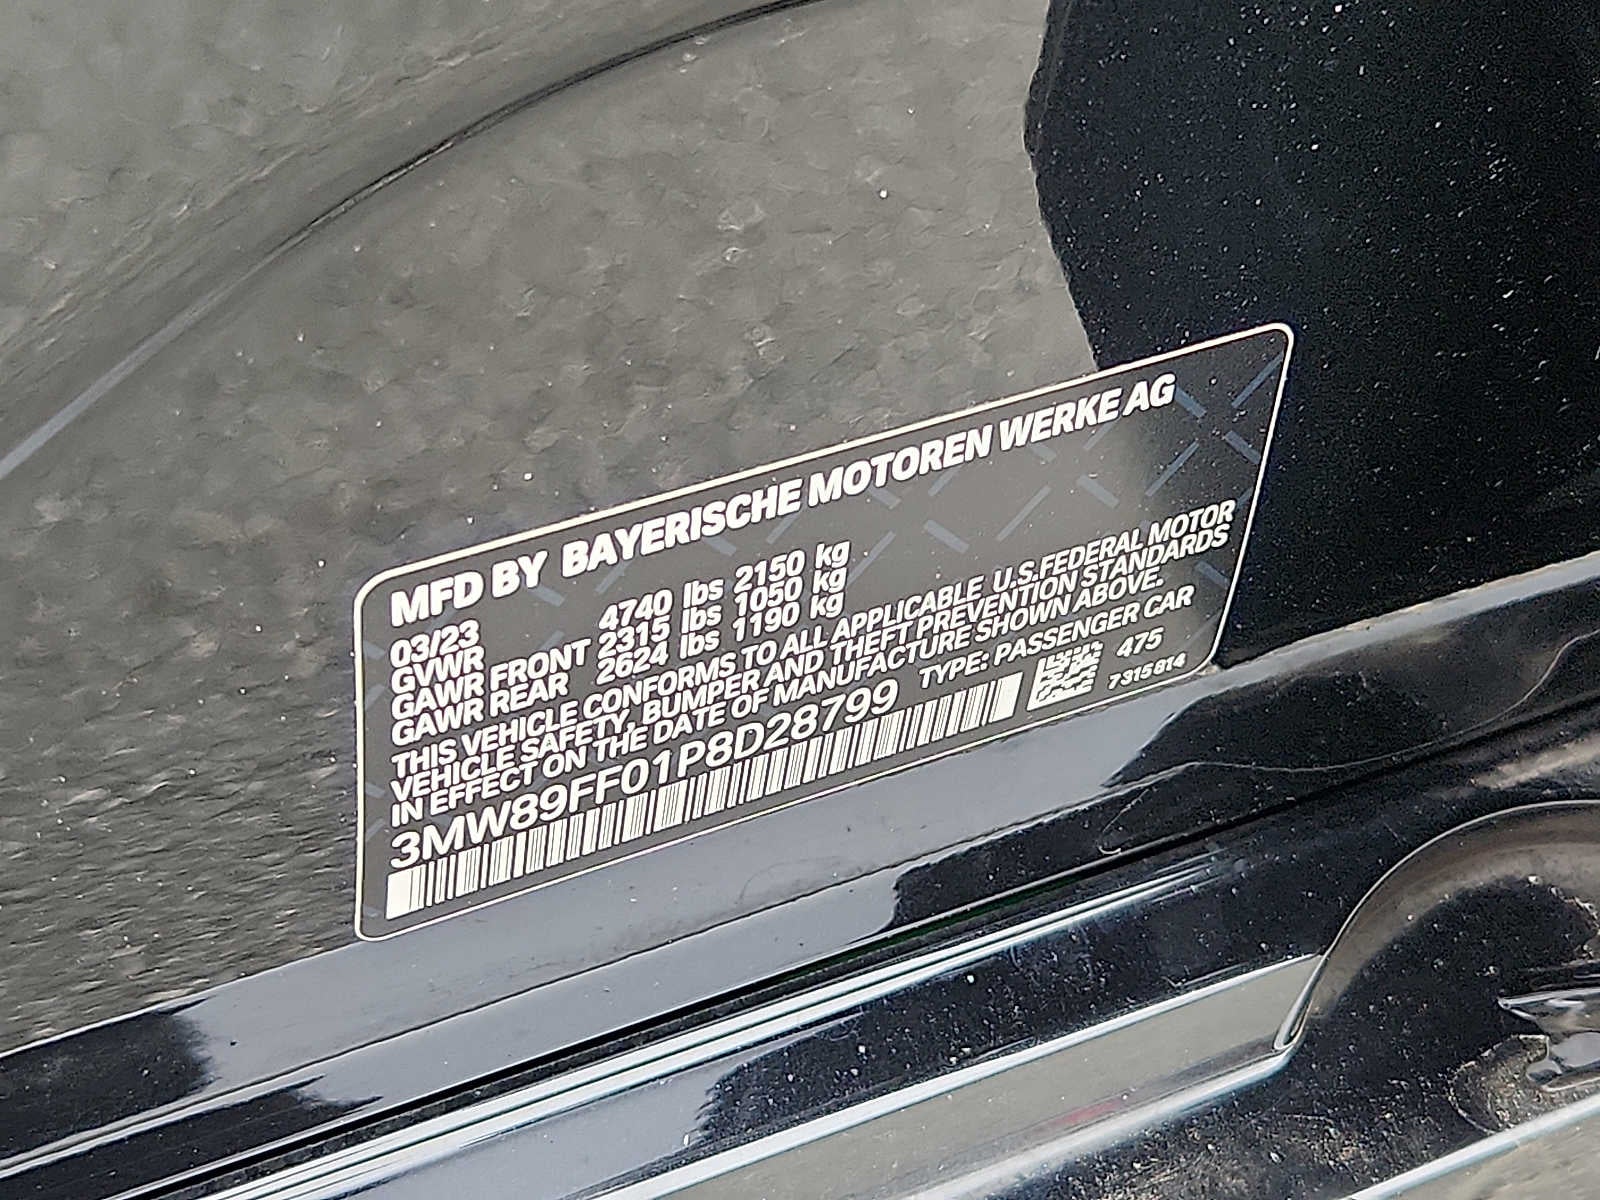 MFD BY BAYERISCHE MOTOREN WERKE AG
03/23
GVWR 4740 lbs 2150 kg
GAWR FRONT 2315 lbs 1050 kg
GAWR REAR 2624 lbs 1190 kg
THIS VEHICLE CONFORMS TO ALL APPLICABLE U.S.FEDERAL MOTOR
VEHICLE SAFETY, BUMPER AND THEFT PREVENTION STANDARDS
IN EFFECT ON THE DATE OF MANUFACTURE SHOWN ABOVE.
3MW89FF01P8D28799 TYPE: PASSENGER CAR
475
7315814